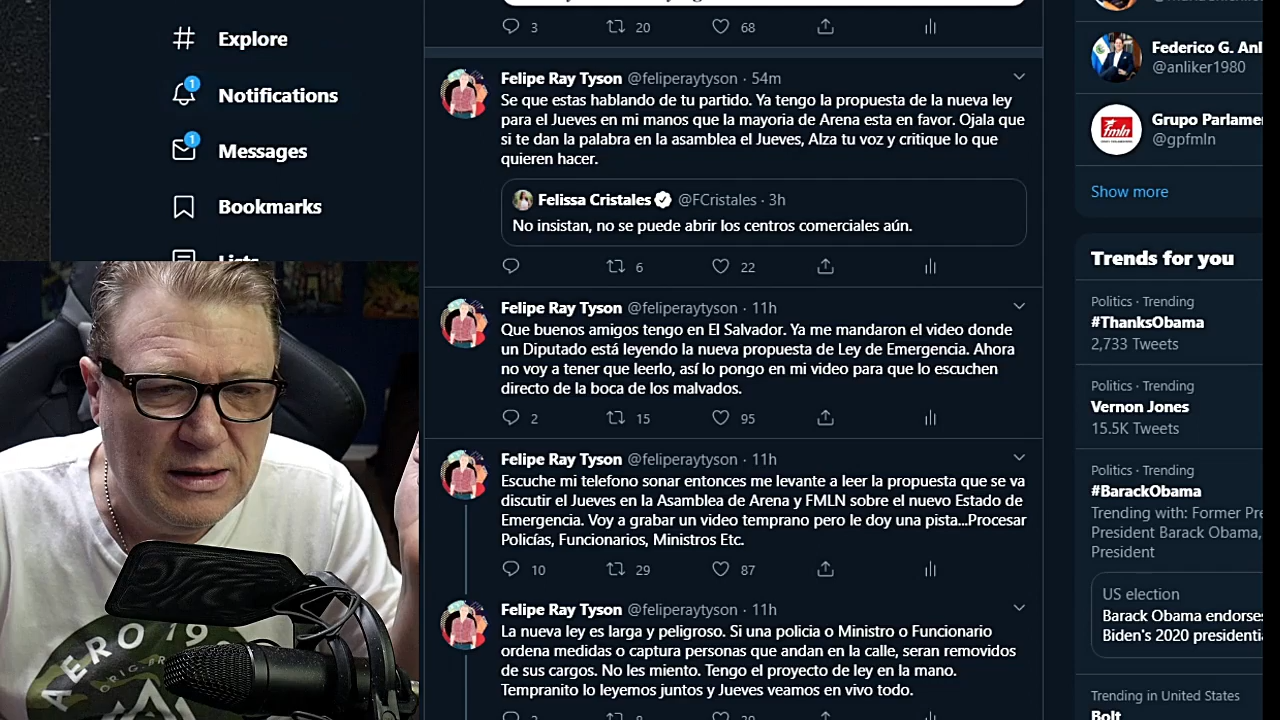 3 20 68
Explore
1
Notifications
1
Messages
Bookmarks
Lists
Felipe Ray Tyson @feliperaytyson · 54m
Se que estas hablando de tu partido. Ya tengo la propuesta de la nueva ley
para el Jueves en mi manos que la mayoria de Arena esta en favor. Ojala que
si te dan la palabra en la asamblea el Jueves, Alza tu voz y critique lo que
quieren hacer.
Felissa Cristales @FCristales · 3h
No insistan, no se puede abrir los centros comerciales aún.
6 22
Felipe Ray Tyson @feliperaytyson · 11h
Que buenos amigos tengo en El Salvador. Ya me mandaron el video donde
un Diputado está leyendo la nueva propuesta de Ley de Emergencia. Ahora
no voy a tener que leerlo, así lo pongo en mi video para que lo escuchen
directo de la boca de los malvados.
2 15 95
Felipe Ray Tyson @feliperaytyson · 11h
Escuche mi telefono sonar entonces me levante a leer la propuesta que se va
discutir el Jueves en la Asamblea de Arena y FMLN sobre el nuevo Estado de
Emergencia. Voy a grabar un video temprano pero le doy una pista...Procesar
Policías, Funcionarios, Ministros Etc.
10 29 87
Felipe Ray Tyson @feliperaytyson · 11h
La nueva ley es larga y peligroso. Si una policia o Ministro o Funcionario
ordena medidas o captura personas que andan en la calle, seran removidos
de sus cargos. No les miento. Tengo el proyecto de ley en la mano.
Tempranito lo leyemos juntos y Jueves veamos en vivo todo.
Federico G. Anl
@anliker1980
fmln
Grupo Parlame
@gpfmln
Show more
Trends for you
Politics · Trending
#ThanksObama
2,733 Tweets
Politics · Trending
Vernon Jones
15.5K Tweets
Politics · Trending
#BarackObama
Trending with: Former Pre
President Barack Obama,
President
US election
Barack Obama endorse
Biden's 2020 presidenti
Trending in United States
Bolt
AERO 19
ORIG. BR